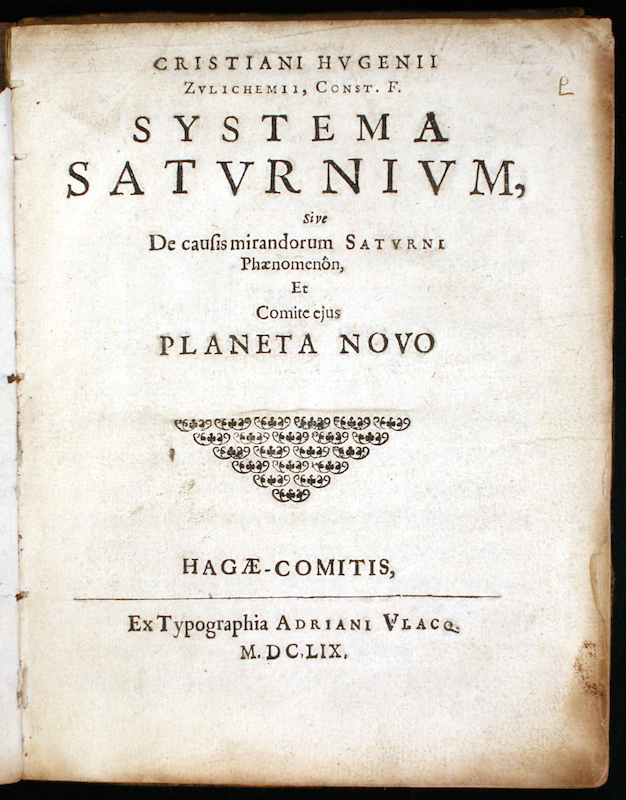 CRISTIANI HVGENII
ZVLICHEMII, CONST. F.
SYSTEMA
SATVRNIVM,
Sive
De cauſis mirandorum SATVRNI
Phænomenôn,
Et
Comite ejus
PLANETA NOVO
HAGÆ-COMITIS,
Ex Typographia ADRIANI VLACQ.
M. DC. LIX.